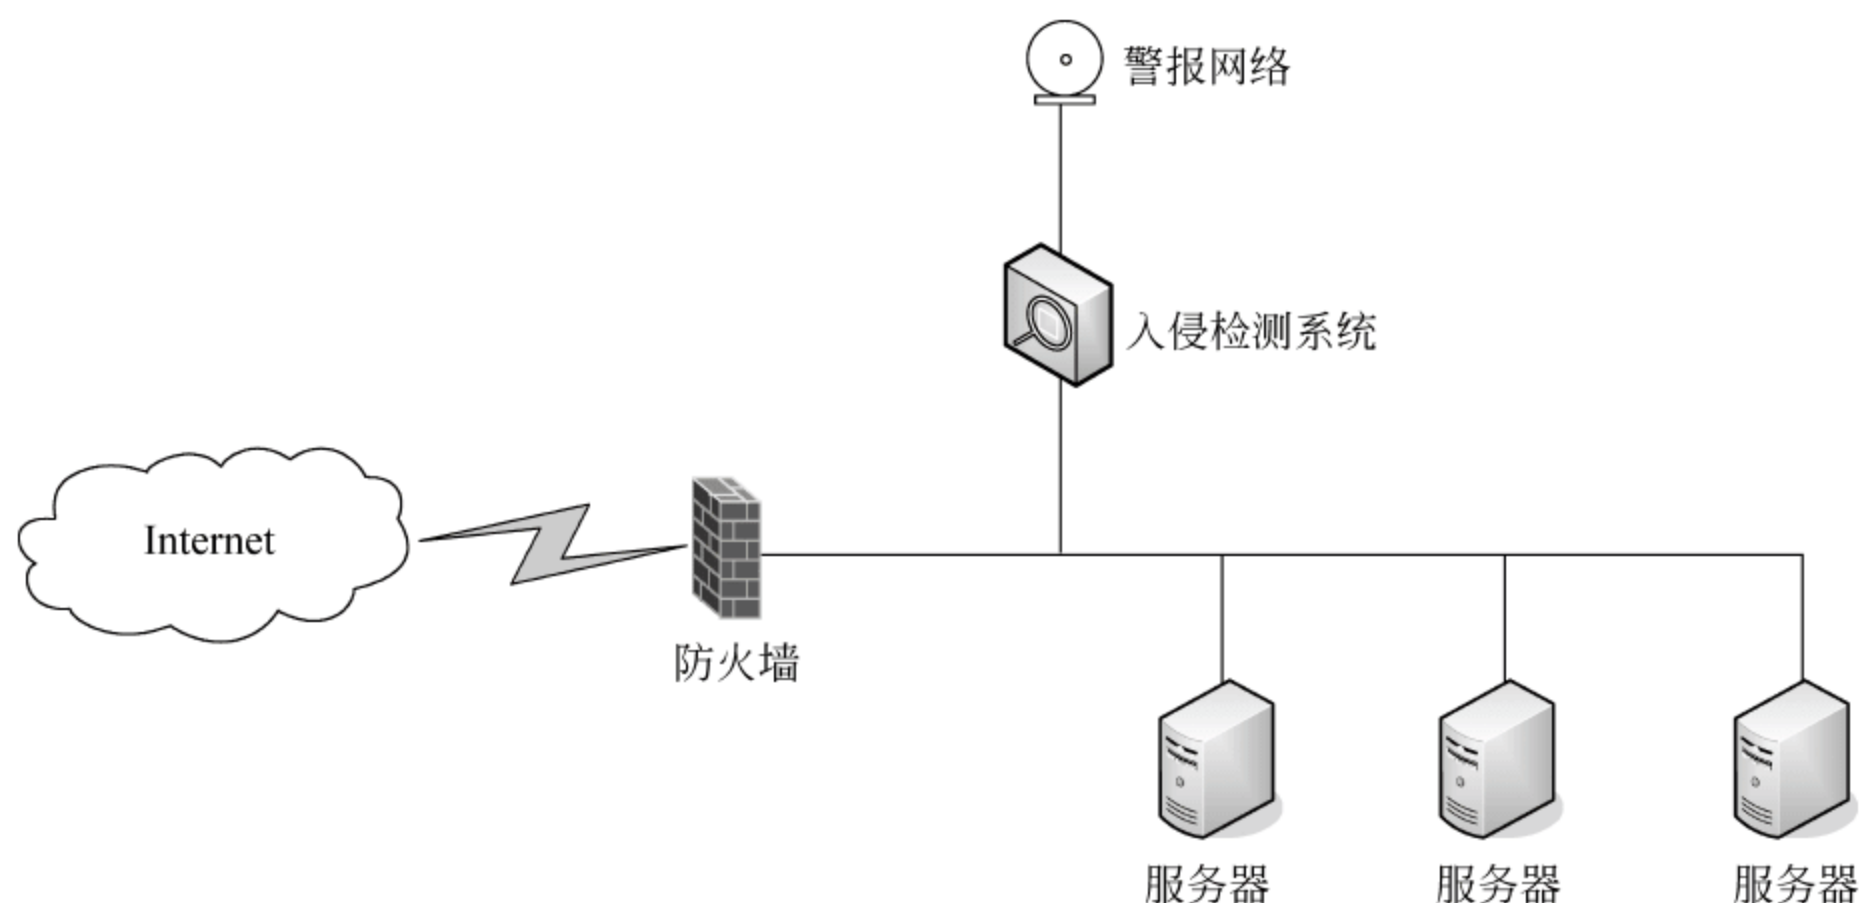 警报网络
入侵检测系统
Internet
防火墙
服务器
服务器
服务器